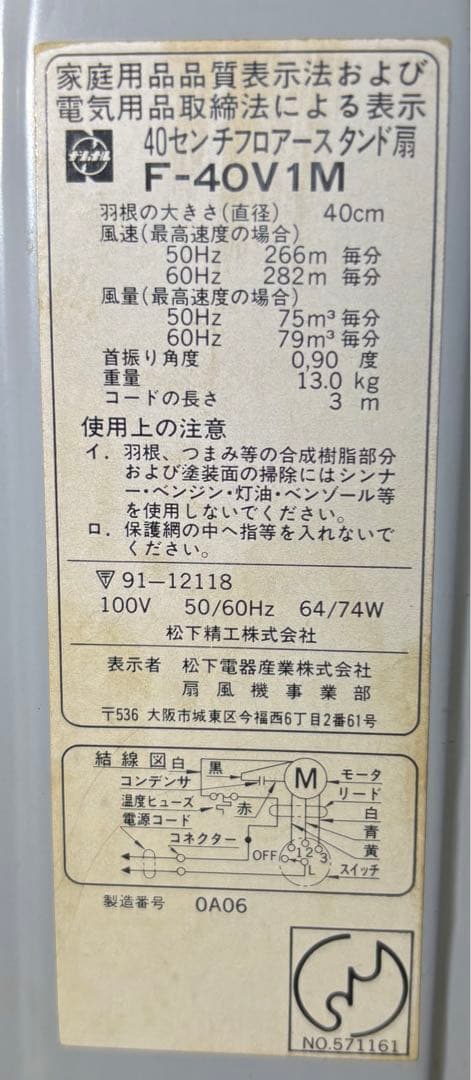 家庭用品品質表示法および
電気用品取締法による表示
ナショナル 40センチフロアースタンド扇
F-40V1M
羽根の大きさ(直径) 40cm
風速(最高速度の場合)
50Hz 266m 毎分
60Hz 282m 毎分
風量(最高速度の場合)
50Hz 75m³ 毎分
60Hz 79m³ 毎分
首振り角度 0,90 度
重量 13.0 kg
コードの長さ 3 m
使用上の注意
イ. 羽根、つまみ等の合成樹脂部分
および塗装面の掃除にはシンナ
ー・ベンジン・灯油・ベンゾール等
を使用しないでください。
ロ. 保護網の中へ指等を入れないで
ください。
〒 91-12118
100V 50/60Hz 64/74W
松下精工株式会社
表示者 松下電器産業株式会社
扇風機事業部
〒536 大阪市城東区今福西6丁目2番61号
結線図 白 黒 M モータ
コンデンサ リード
温度ヒューズ 赤 白
電源コード 青
コネクター 黄
OFF 1 2 3
L スイッチ
製造番号 0A06
NO.571161